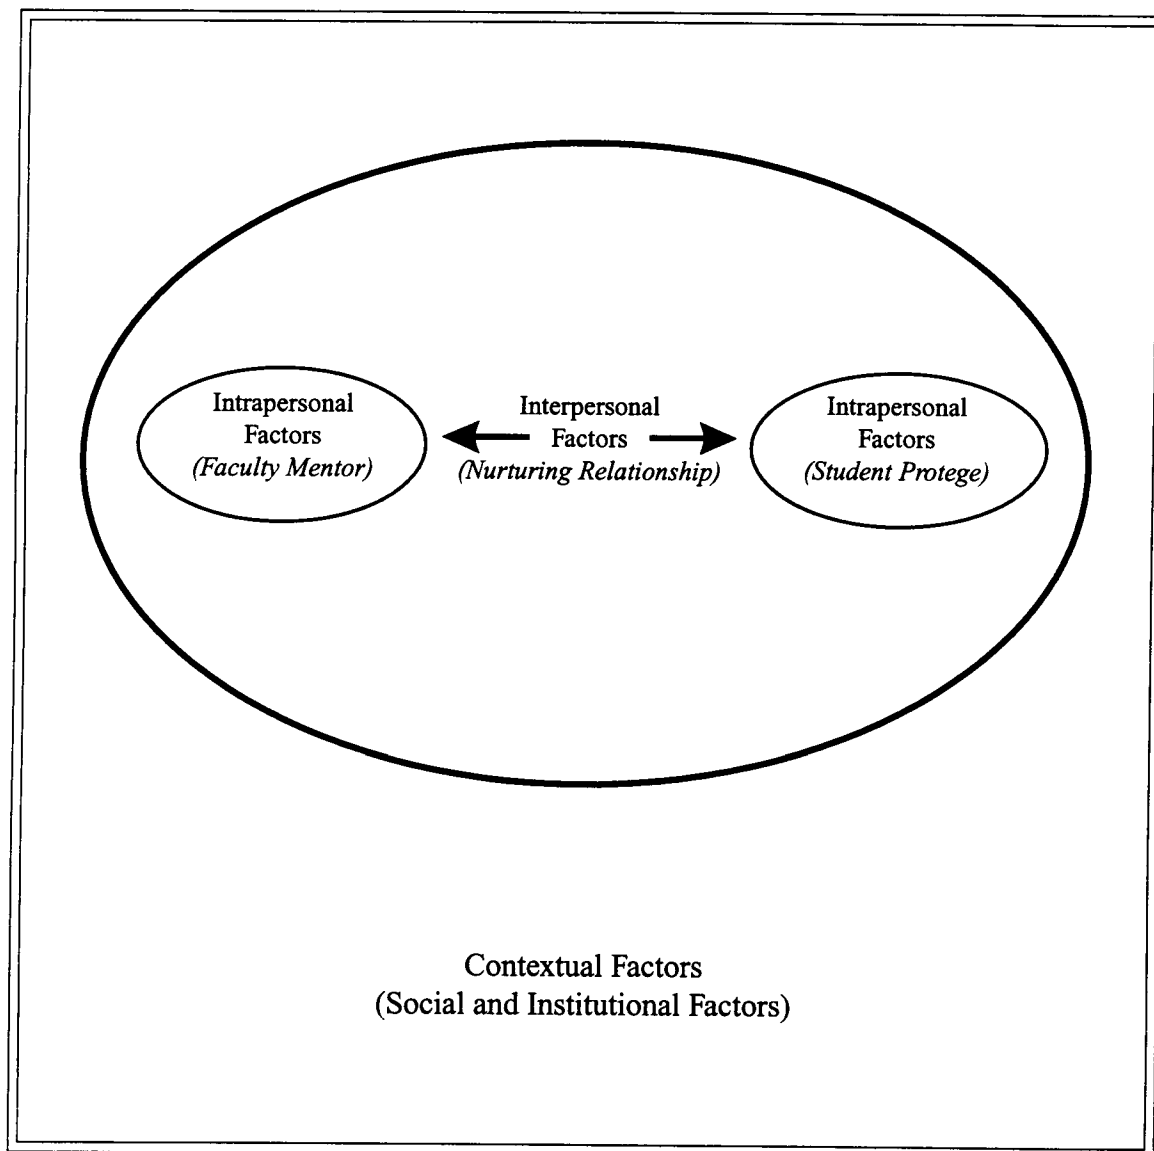 Intrapersonal
Factors
(Faculty Mentor)
Interpersonal
Factors
(Nurturing Relationship)
Intrapersonal
Factors
(Student Protege)
Contextual Factors
(Social and Institutional Factors)